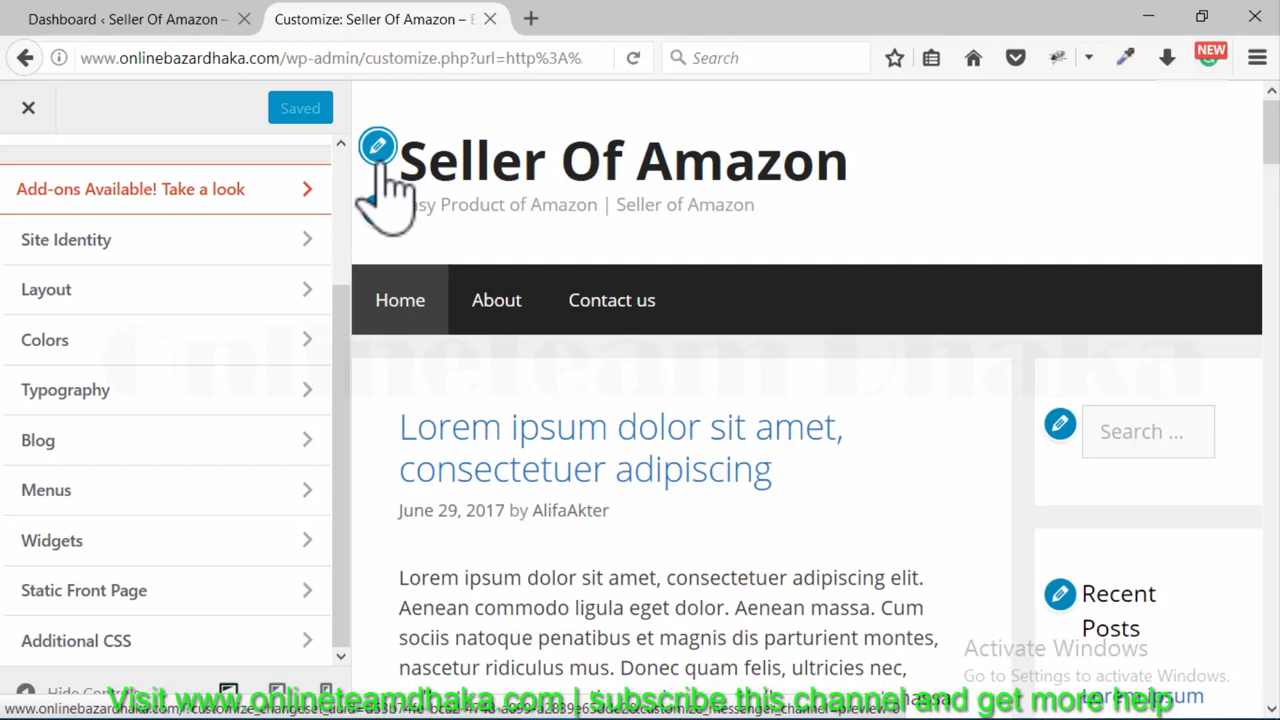 Dashboard ‹ Seller Of Amazon –
Customize: Seller Of Amazon –
www.onlinebazardhaka.com/wp-admin/customize.php?url=http%3A%
Search
NEW
Saved
Add-ons Available! Take a look
Site Identity
Layout
Colors
Typography
Blog
Menus
Widgets
Static Front Page
Additional CSS
Seller Of Amazon
Product of Amazon | Seller of Amazon
Home
About
Contact us
Onlineteam Dhaka
Lorem ipsum dolor sit amet,
consectetuer adipiscing
June 29, 2017 by AlifaAkter
Lorem ipsum dolor sit amet, consectetuer adipiscing elit.
Aenean commodo ligula eget dolor. Aenean massa. Cum
sociis natoque penatibus et magnis dis parturient montes,
nascetur ridiculus mus. Donec quam felis, ultricies nec,
Search ...
Recent
Posts
Lorem ipsum
Activate Windows
Go to Settings to activate Windows.
Visit www.onlineteamdhaka.com | subscribe this channel and get more help